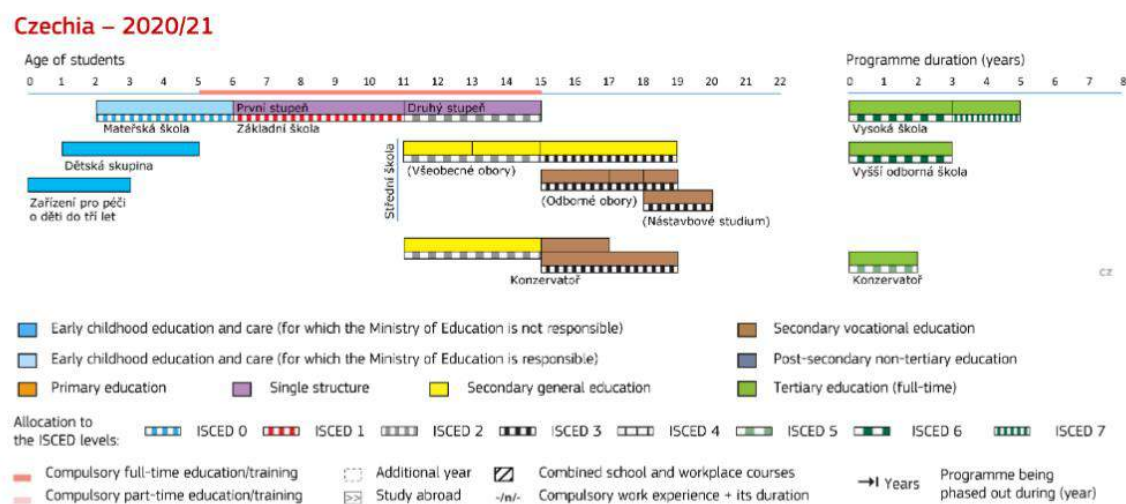 Czechia – 2020/21
Age of students
Programme duration (years)
0 1 2 3 4 5 6 7 8 9 10 11 12 13 14 15 16 17 18 19 20 21 22
0 1 2 3 4 5 6 7 8
První stupeň
Druhý stupeň
Mateřská škola
Základní škola
Vysoká škola
Dětská skupina
(Všeobecné obory)
Vyšší odborná škola
Střední škola
Zařízení pro péči
o děti do tří let
(Odborné obory)
(Nástavbové studium)
Konzervatoř
Konzervatoř
CZ
Early childhood education and care (for which the Ministry of Education is not responsible)
Secondary vocational education
Early childhood education and care (for which the Ministry of Education is responsible)
Post-secondary non-tertiary education
Primary education
Single structure
Secondary general education
Tertiary education (full-time)
Allocation to
the ISCED levels:
ISCED 0
ISCED 1
ISCED 2
ISCED 3
ISCED 4
ISCED 5
ISCED 6
ISCED 7
Compulsory full-time education/training
Additional year
Combined school and workplace courses
Years
Programme being
phased out during (year)
Compulsory part-time education/training
>> Study abroad
-/n/- Compulsory work experience + its duration